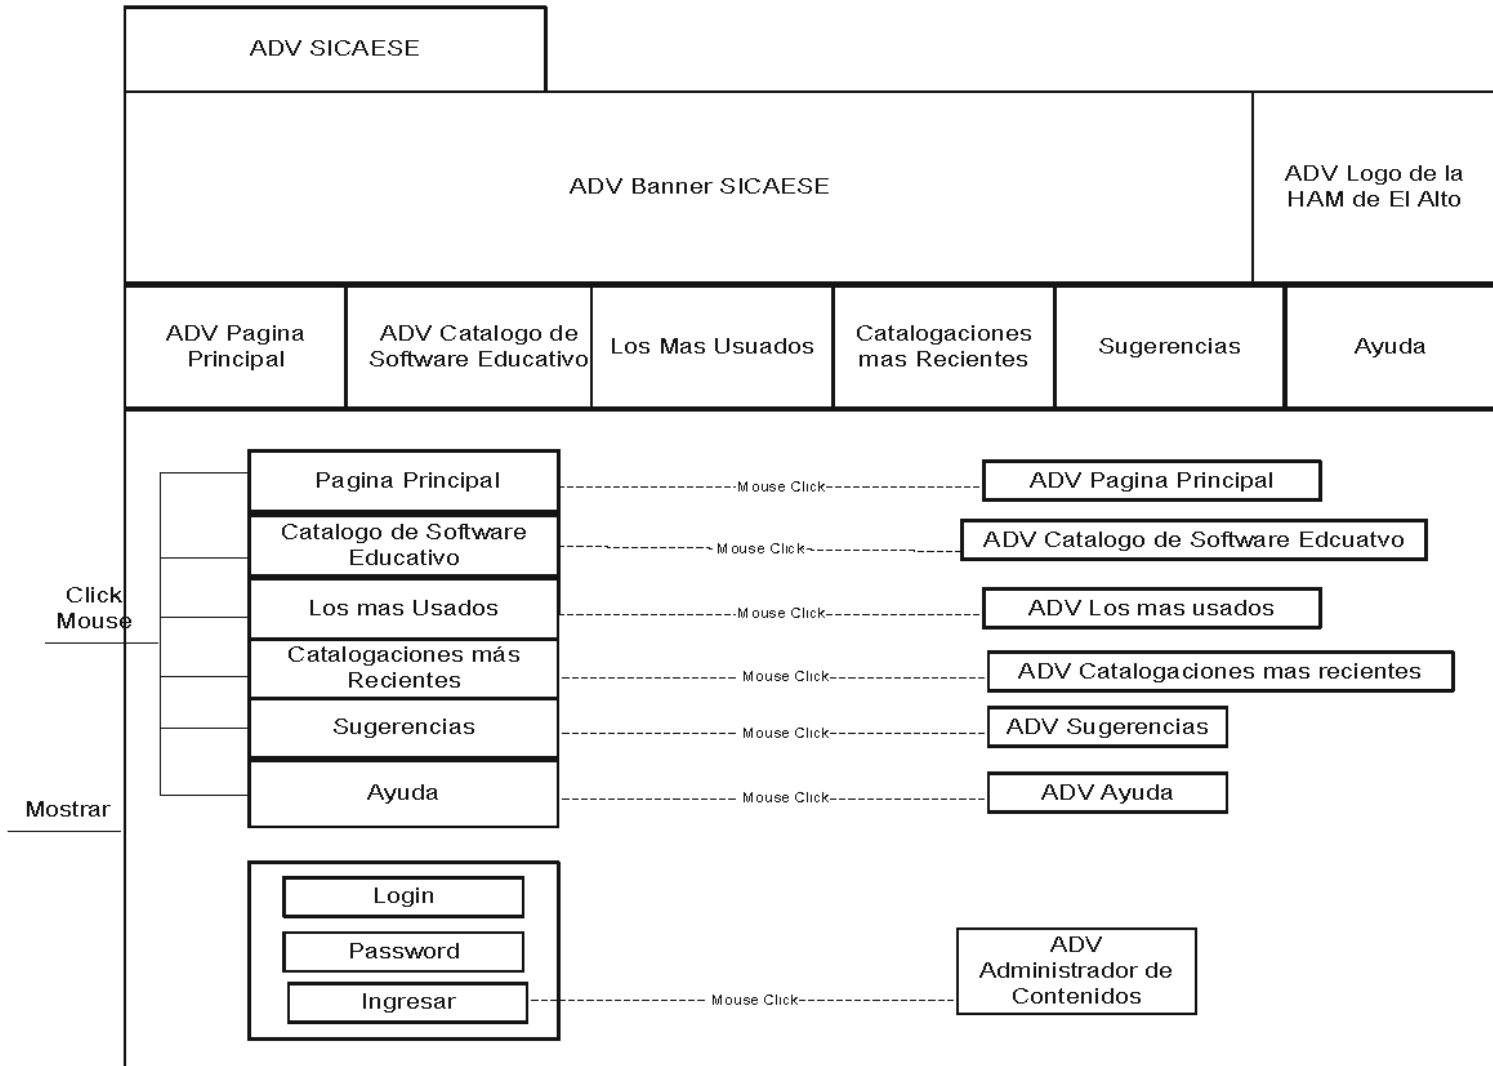 ADV SICAESE
ADV Banner SICAESE
ADV Logo de la
HAM de El Alto
ADV Pagina
Principal
ADV Catalogo de
Software Educativo
Los Mas Usuados
Catalogaciones
mas Recientes
Sugerencias
Ayuda
Click
Mouse
Mostrar
Pagina Principal
Mouse Click
ADV Pagina Principal
Catalogo de Software
Educativo
Mouse Click
ADV Catalogo de Software Edcuatvo
Los mas Usados
Mouse Click
ADV Los mas usados
Catalogaciones más
Recientes
Mouse Click
ADV Catalogaciones mas recientes
Sugerencias
Mouse Click
ADV Sugerencias
Ayuda
Mouse Click
ADV Ayuda
Login
Password
Ingresar
Mouse Click
ADV
Administrador de
Contenidos